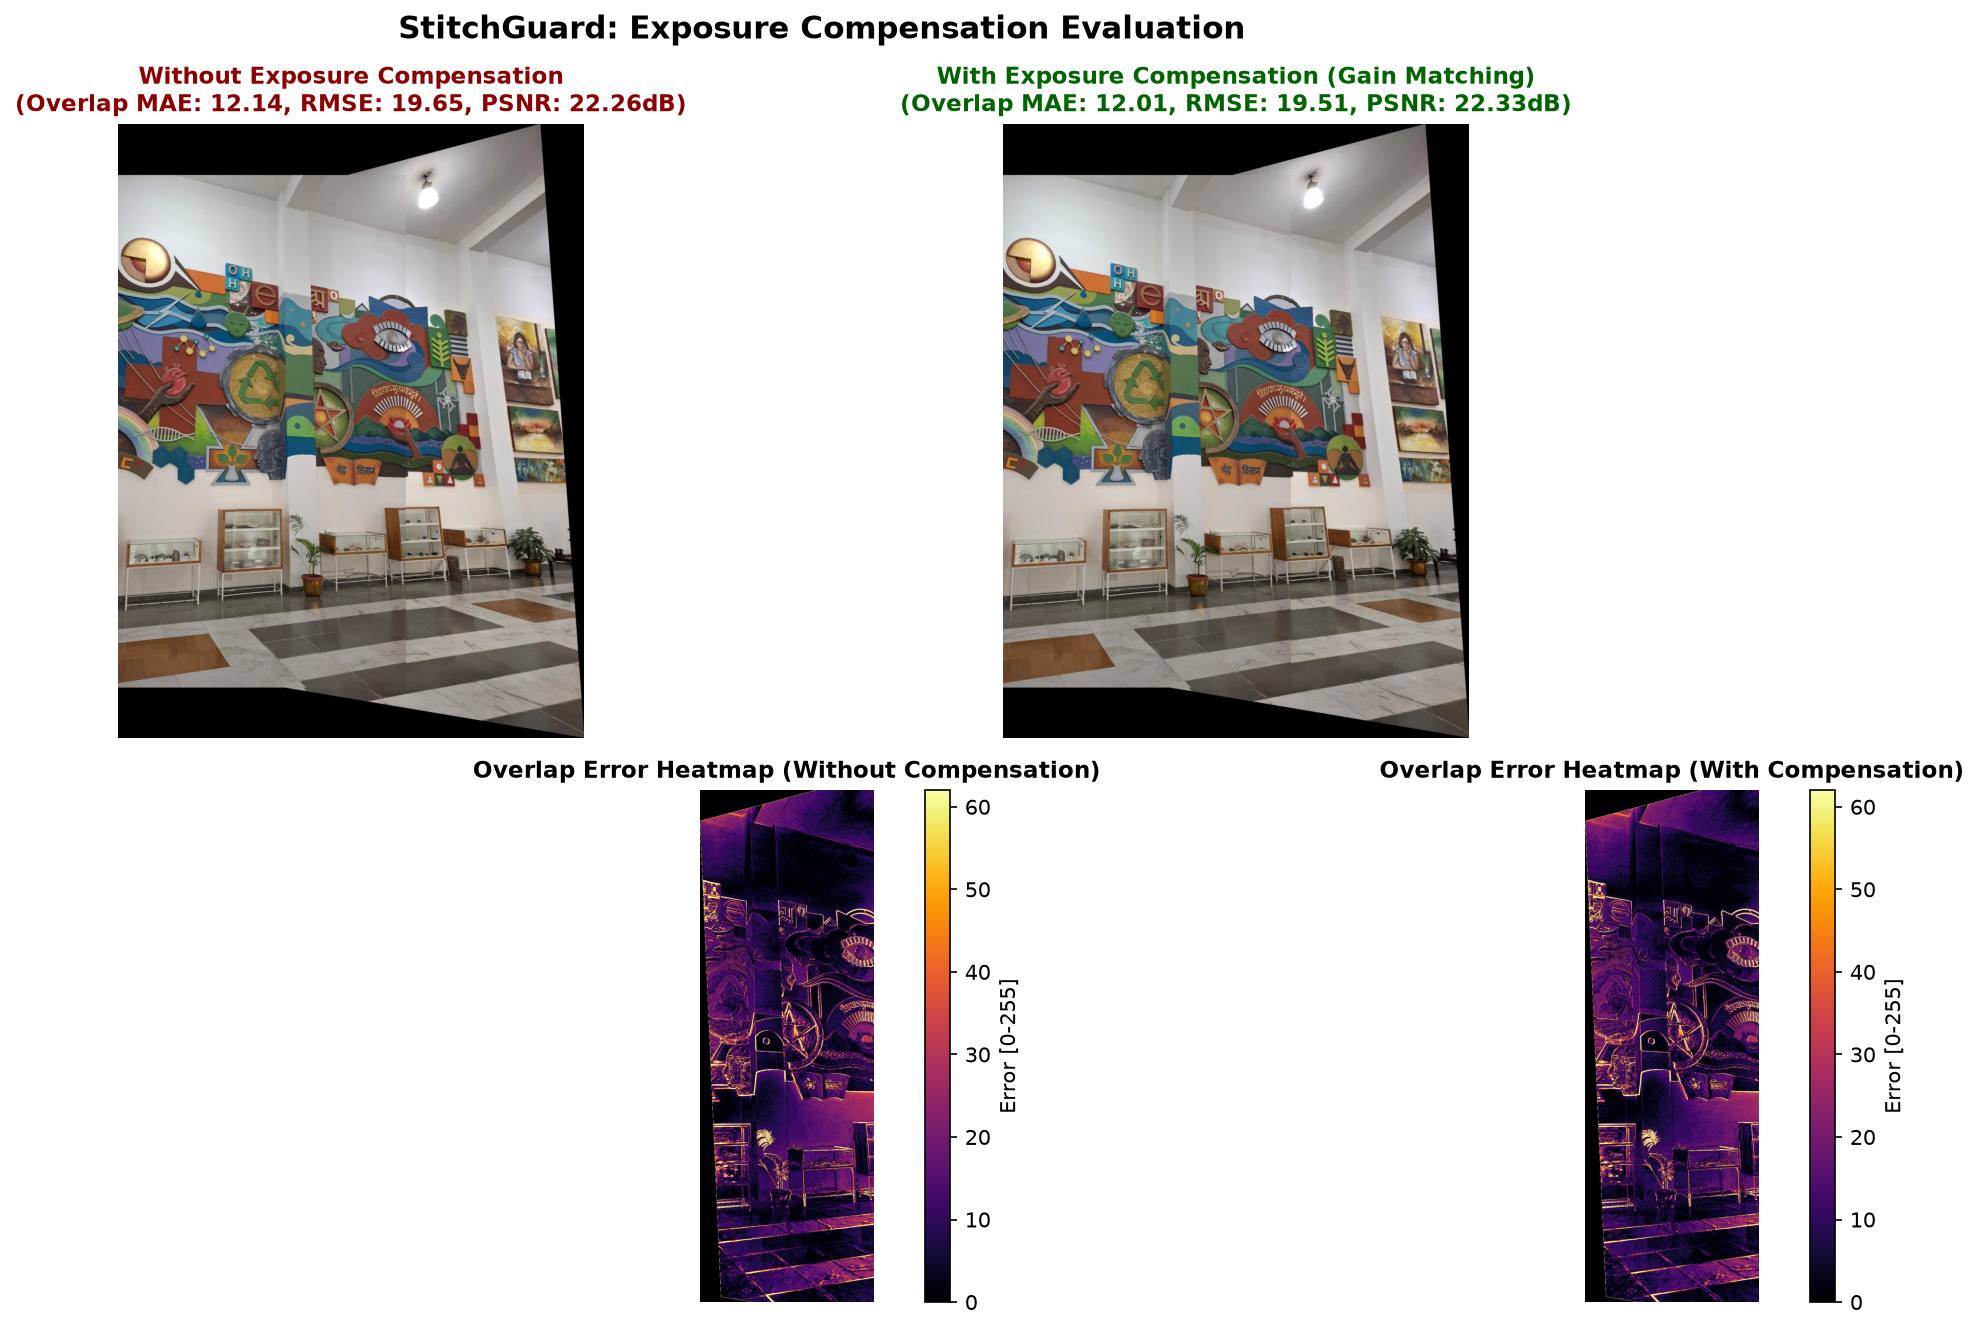 StitchGuard: Exposure Compensation Evaluation
Without Exposure Compensation
(Overlap MAE: 12.14, RMSE: 19.65, PSNR: 22.26dB)
With Exposure Compensation (Gain Matching)
(Overlap MAE: 12.01, RMSE: 19.51, PSNR: 22.33dB)
O H
H
e
O
वेद विज्ञान
O H
H
e
O
वेद विज्ञान
Overlap Error Heatmap (Without Compensation)
60
50
40
30
20
10
0
Error [0-255]
Overlap Error Heatmap (With Compensation)
60
50
40
30
20
10
0
Error [0-255]